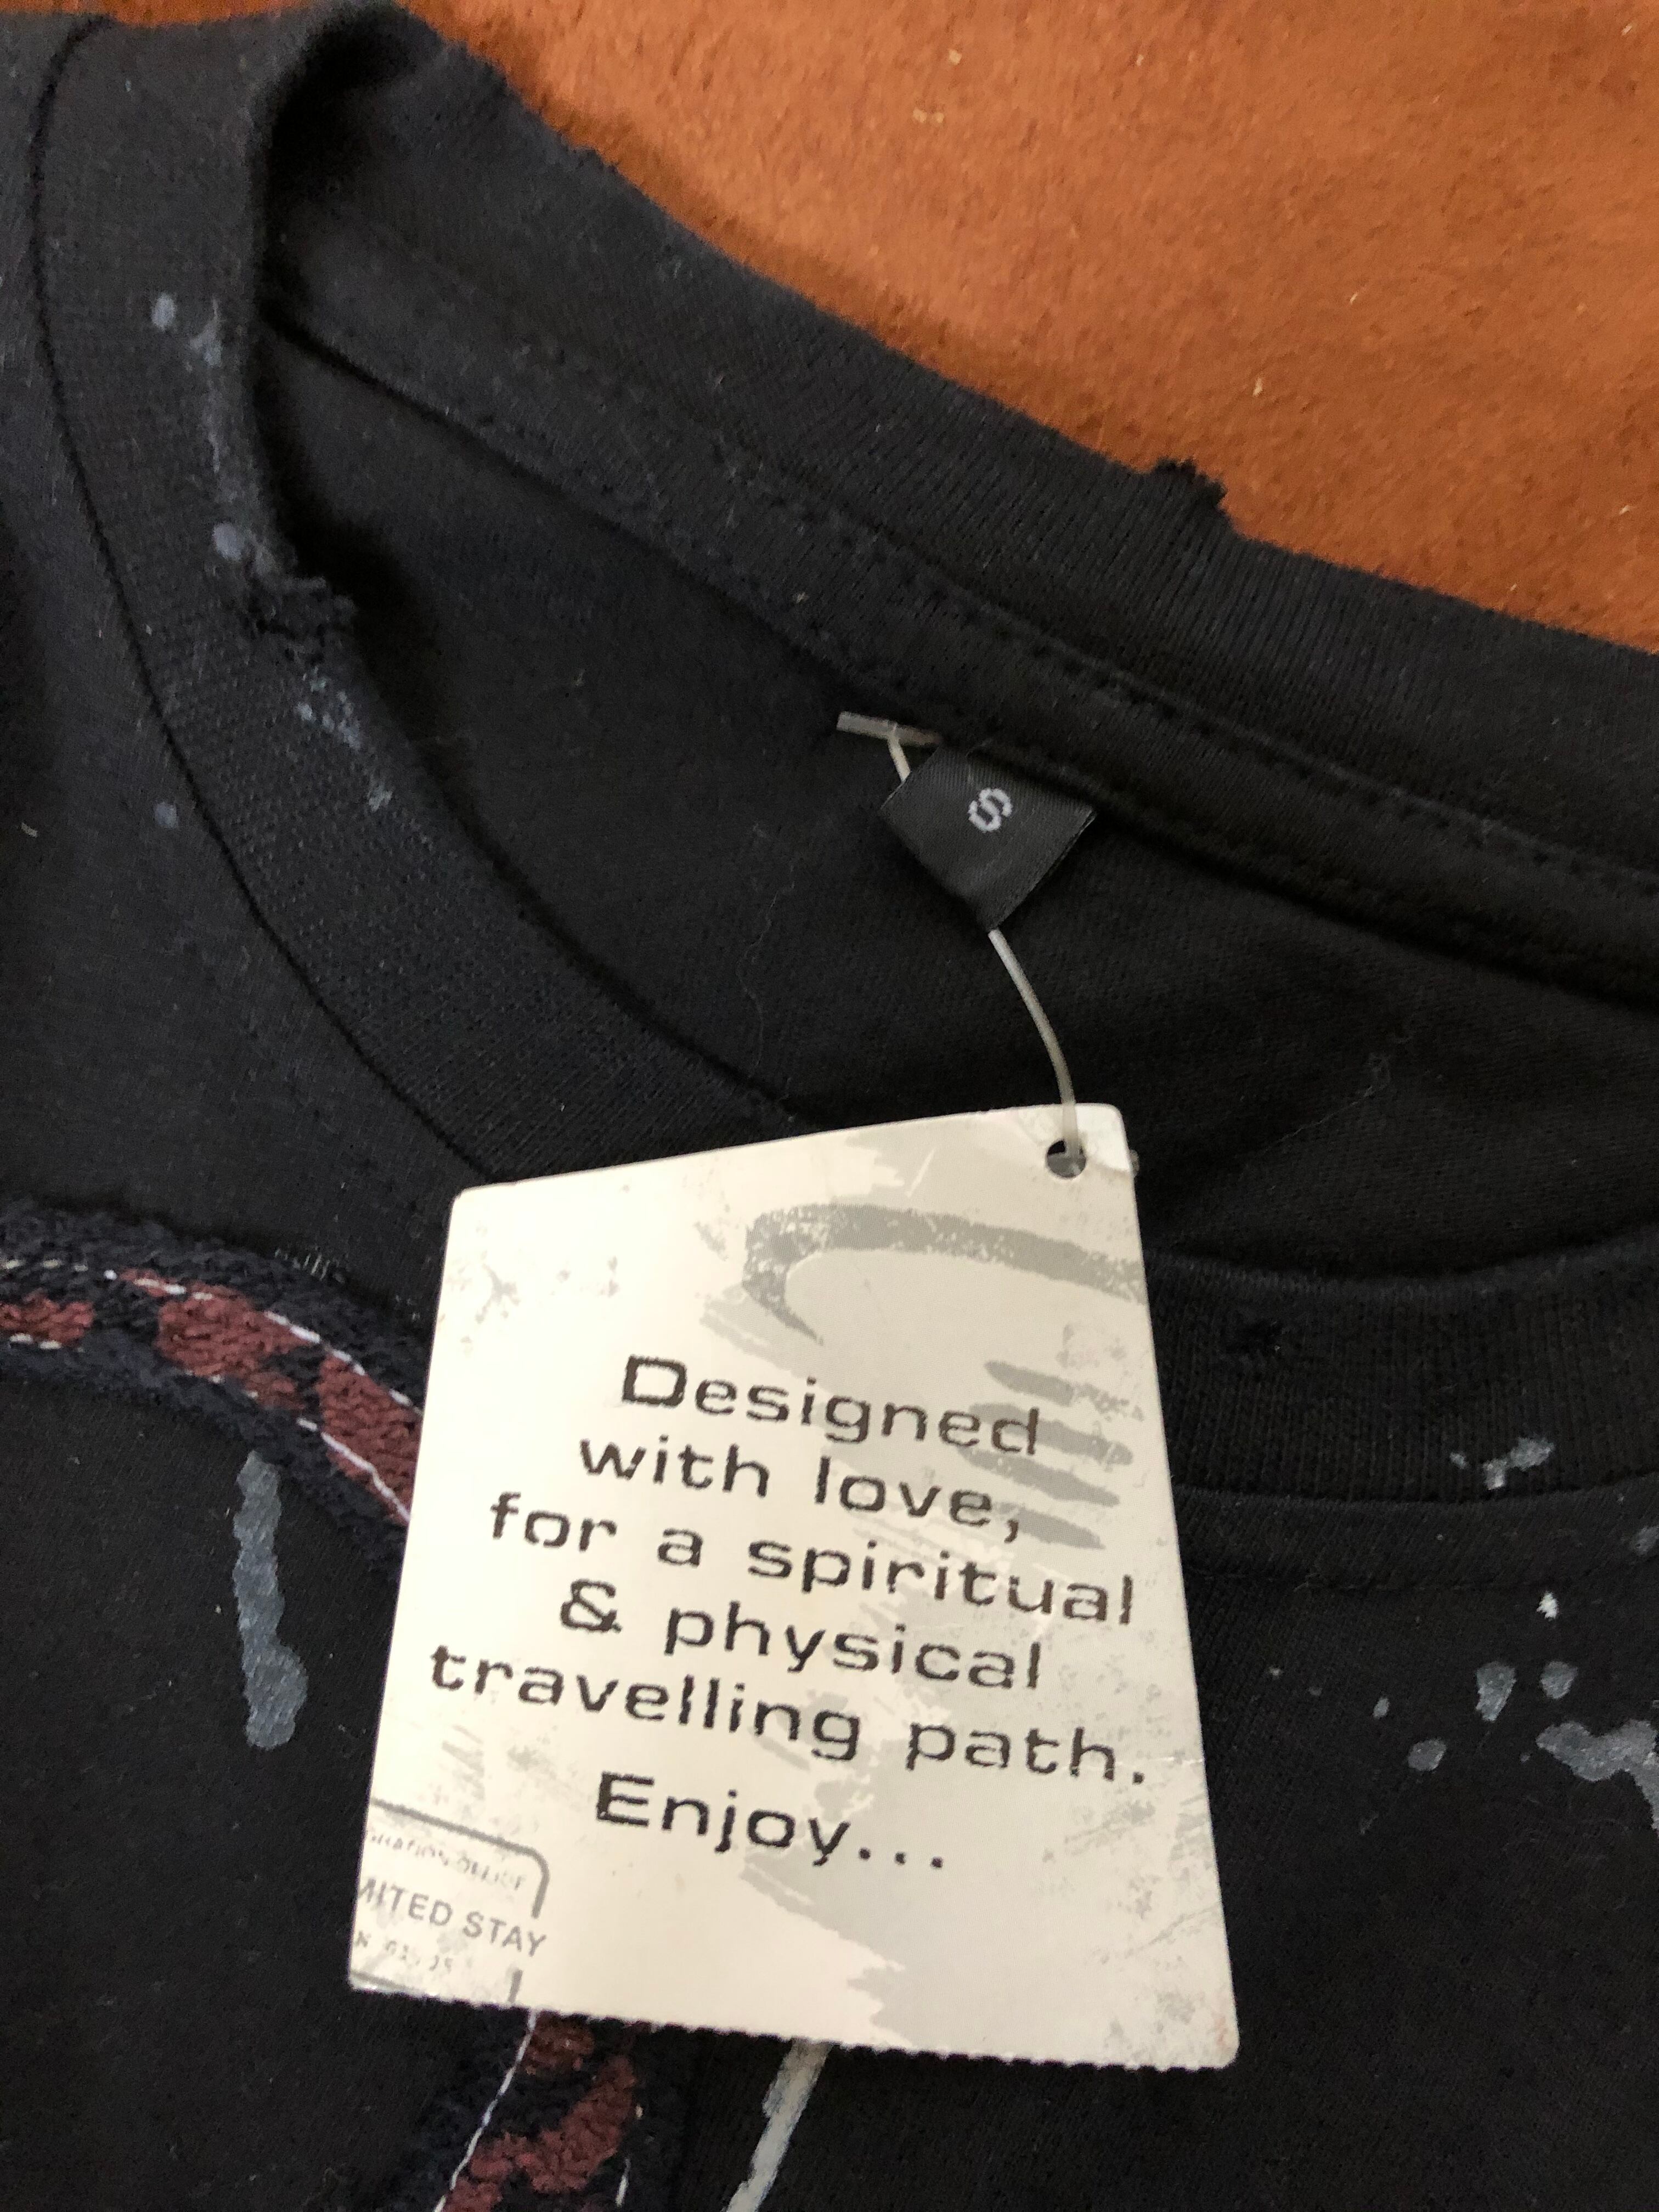 S
Designed
with love,
for a spiritual
& physical
travelling path.
Enjoy...
MITED STAY